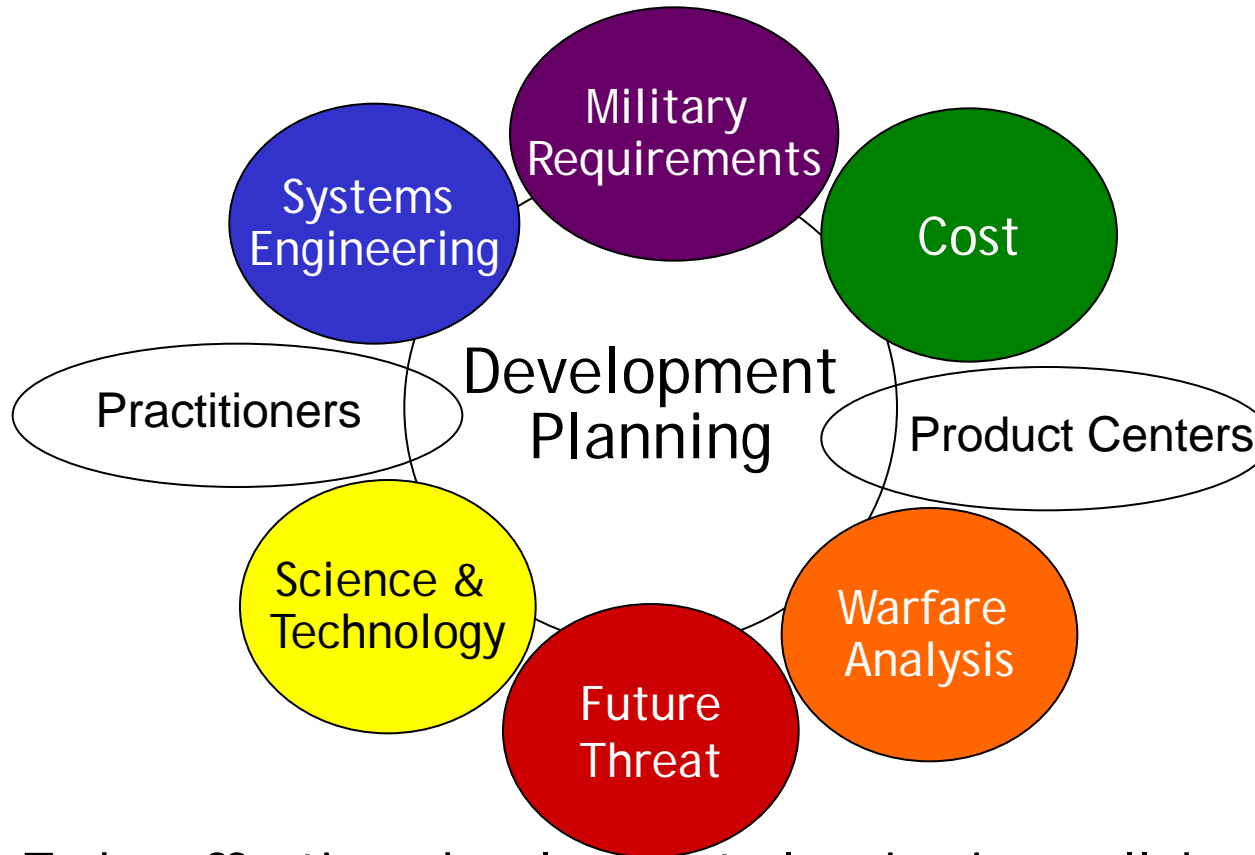 Military
Requirements
Systems
Engineering
Cost
Development
Planning
Practitioners
Product Centers
Science &
Technology
Warfare
Analysis
Future
Threat